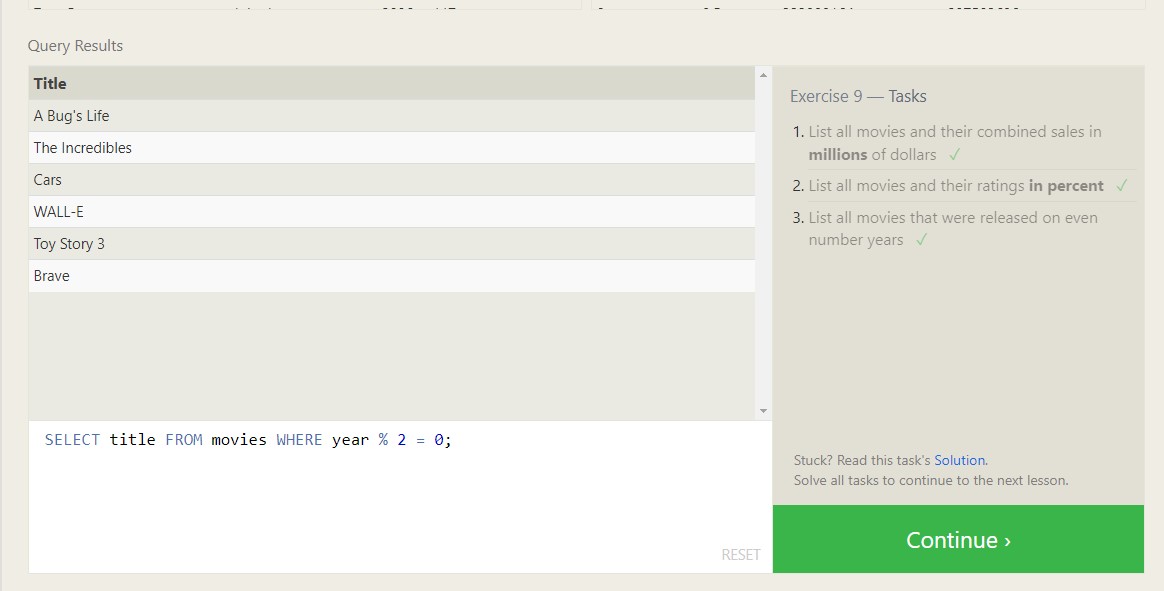 Query Results
Title
A Bug's Life
The Incredibles
Cars
WALL-E
Toy Story 3
Brave
SELECT title FROM movies WHERE year % 2 = 0;
RESET
Exercise 9 — Tasks
1. List all movies and their combined sales in
millions of dollars ✓
2. List all movies and their ratings in percent ✓
3. List all movies that were released on even
number years ✓
Stuck? Read this task's Solution.
Solve all tasks to continue to the next lesson.
Continue ›